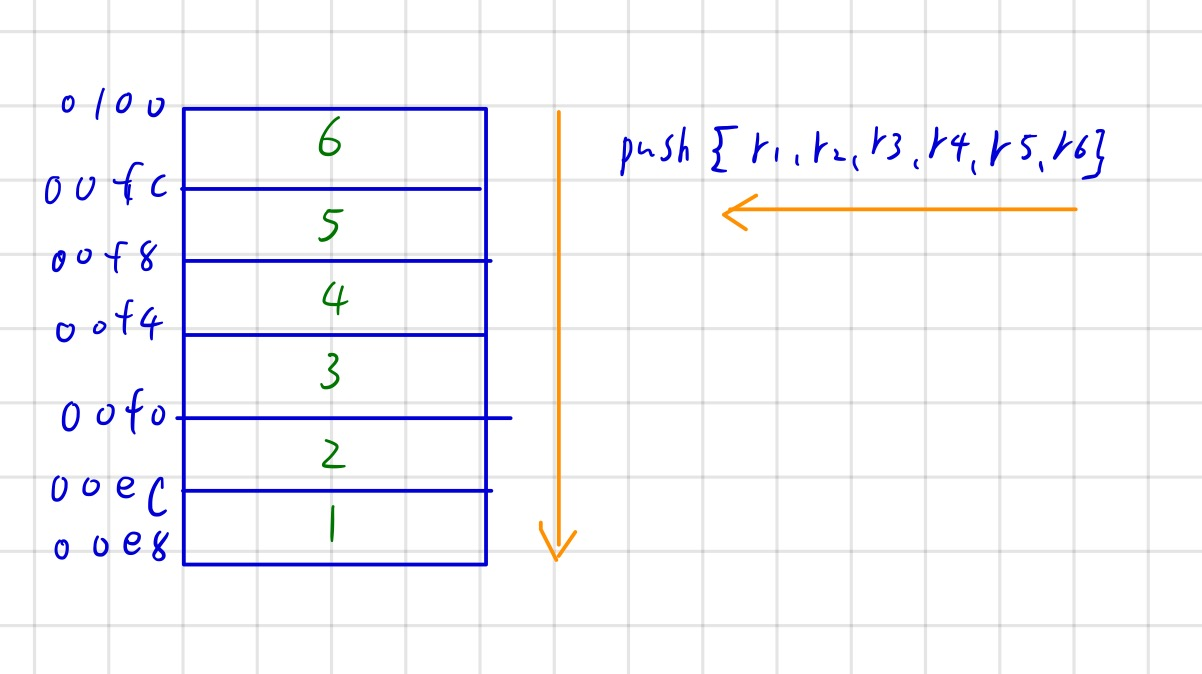 0100
6
push { r1, r2, r3, r4, r5, r6}
00fc
5
00f8
4
00f4
3
00f0
2
00ec
1
00e8